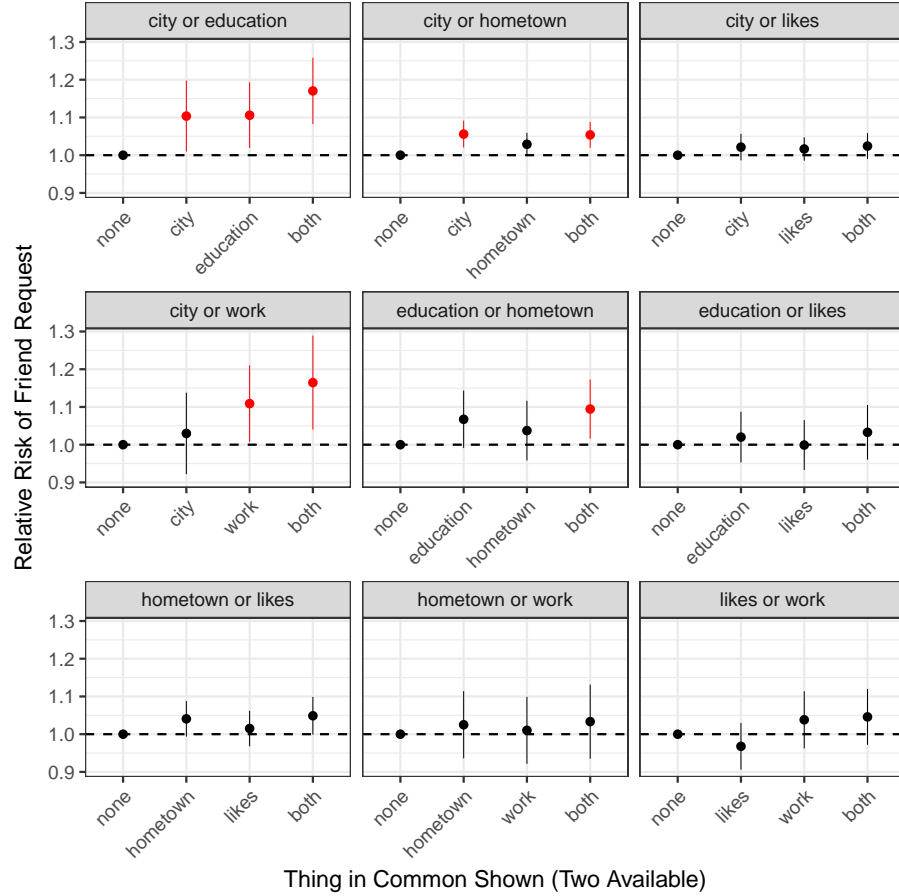 city or education
city or hometown
city or likes
1.3
1.2
1.1
1.0
0.9
none
city
education
both
none
city
hometown
both
none
city
likes
both
Relative Risk of Friend Request
city or work
education or hometown
education or likes
1.3
1.2
1.1
1.0
0.9
none
city
work
both
none
education
hometown
both
none
education
likes
both
hometown or likes
hometown or work
likes or work
1.3
1.2
1.1
1.0
0.9
none
hometown
likes
both
none
hometown
work
both
none
likes
work
both
Thing in Common Shown (Two Available)